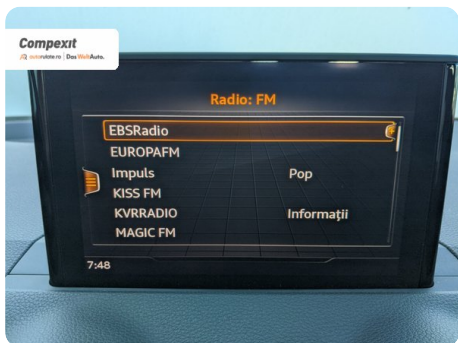 Compexit
autorulate.ro | Das WeltAuto.
Radio: FM
EBSRadio
EUROPAFM
Impuls Pop
KISS FM
KVRRADIO Informații
MAGIC FM
7:48